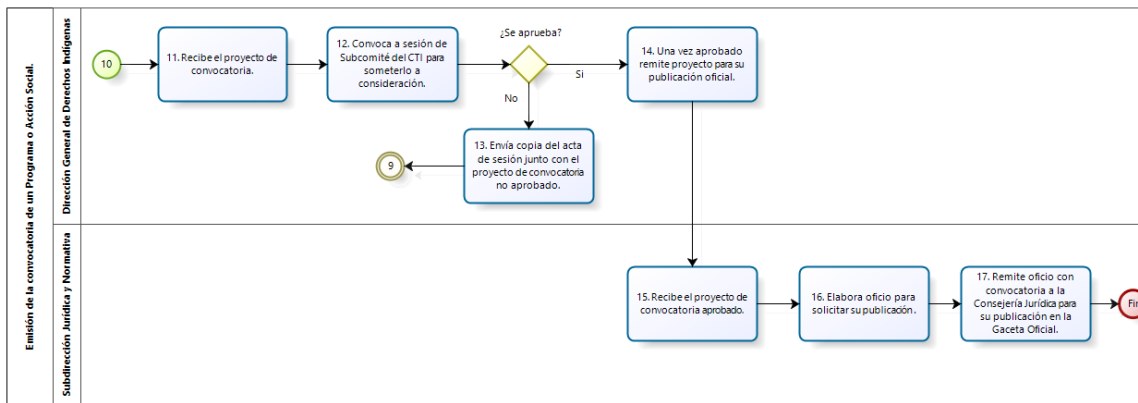 Emisión de la convocatoria de un Programa o Acción Social.
Dirección General de Derechos Indígenas
10
11. Recibe el proyecto de
convocatoria.
12. Convoca a sesión de
Subcomité del CTI para
someterlo a
consideración.
¿Se aprueba?
Si
No
14. Una vez aprobado
remite proyecto para su
publicación oficial.
13. Envía copia del acta
de sesión junto con el
proyecto de convocatoria
no aprobado.
9
Subdirección Jurídica y Normativa
15. Recibe el proyecto de
convocatoria aprobado.
16. Elabora oficio para
solicitar su publicación.
17. Remite oficio con
convocatoria a la
Consejería Jurídica para
su publicación en la
Gaceta Oficial.
Fin